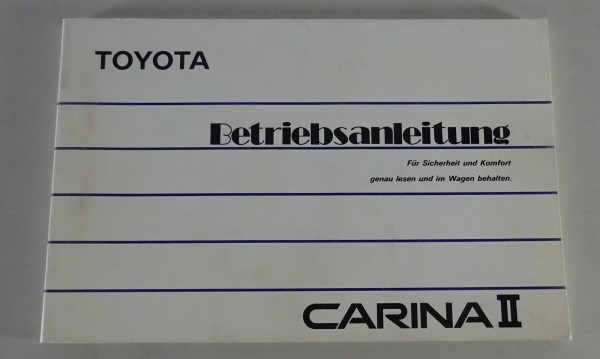 TOYOTA
Betriebsanleitung
Für Sicherheit und Komfort
genau lesen und im Wagen behalten.
CARINA II